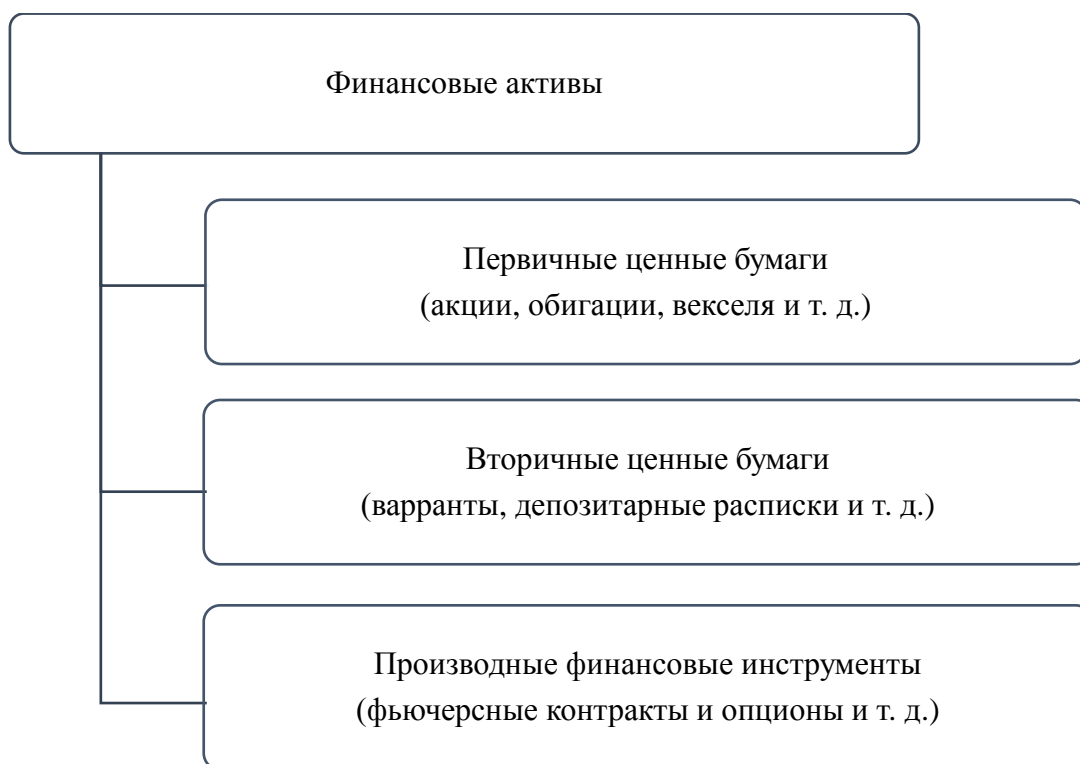 Финансовые активы
Первичные ценные бумаги
(акции, обигации, векселя и т. д.)
Вторичные ценные бумаги
(варранты, депозитарные расписки и т. д.)
Производные финансовые инструменты
(фьючерсные контракты и опционы и т. д.)